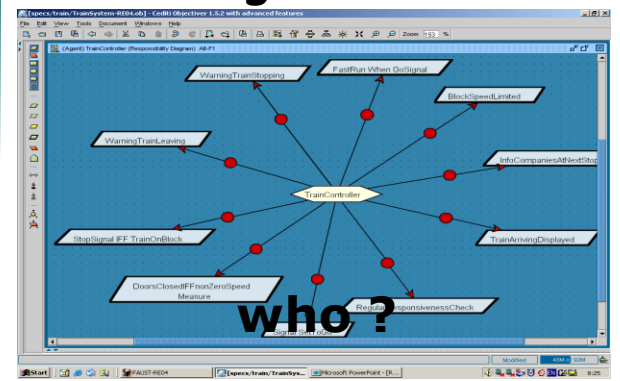 [specs/train/TrainSystem-RE04.ob] - Cediti Objectiver 1.5.2 with advanced features
File Edit View Tools Document Windows Help
Zoom 153 %
(Agent) TrainController (Responsibility Diagram) Alt-F1
WarningTrainStopping
FastRun When GoSignal
BlockSpeedLimited
WarningTrainLeaving
InfoCompaniesAtNextStop
TrainController
StopSignal IFF TrainOnBlock
TrainArrivingDisplayed
DoorsClosedIFFnonZeroSpeed
Measure
who ?
Modified
Start
FAUST-RE04
[specs/train/TrainSys...
Microsoft PowerPoint - [R...
EN
8:25